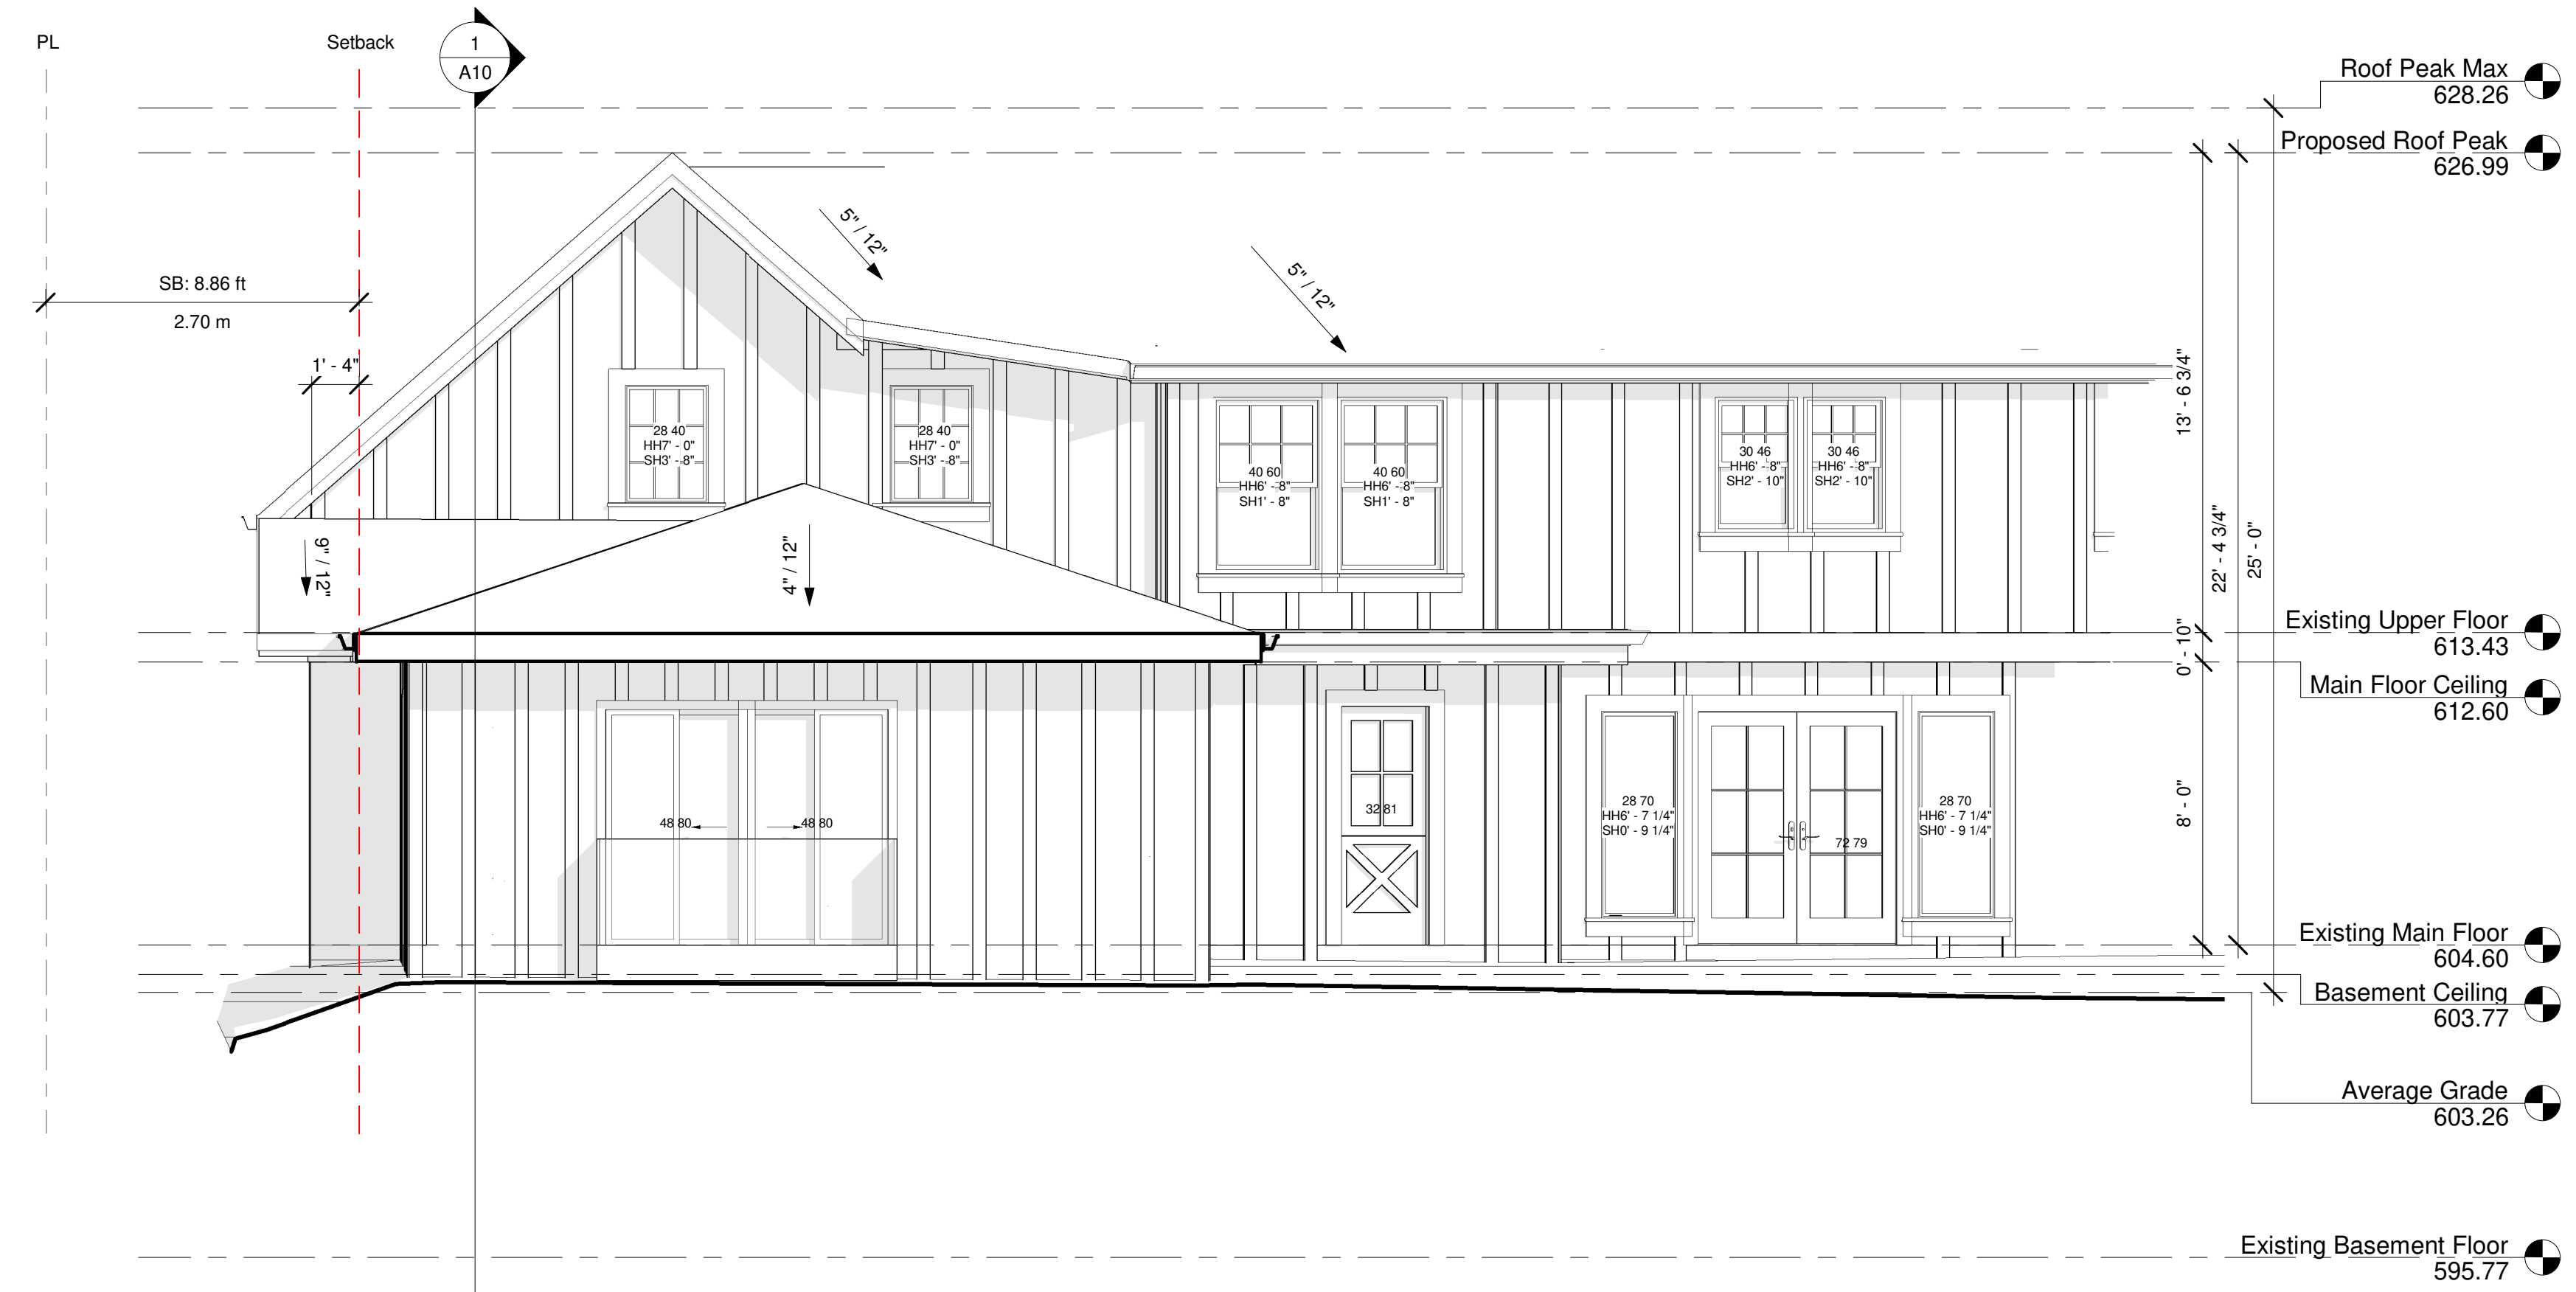 PL
Setback
1
A10
Roof Peak Max
628.26
Proposed Roof Peak
626.99
5" / 12"
5" / 12"
SB: 8.86 ft
2.70 m
1' - 4"
13' - 6 3/4"
28 40
HH7' - 0"
SH3' - 8"
28 40
HH7' - 0"
SH3' - 8"
40 60
HH6' - 8"
SH1' - 8"
40 60
HH6' - 8"
SH1' - 8"
30 46
HH6' - 8"
SH2' - 10"
30 46
HH6' - 8"
SH2' - 10"
9" / 12"
4" / 12"
22' - 4 3/4"
25' - 0"
Existing Upper Floor
613.43
0' - 10"
Main Floor Ceiling
612.60
48 80
48 80
32 81
28 70
HH6' - 7 1/4"
SH0' - 9 1/4"
72 79
28 70
HH6' - 7 1/4"
SH0' - 9 1/4"
8' - 0"
Existing Main Floor
604.60
Basement Ceiling
603.77
Average Grade
603.26
Existing Basement Floor
595.77